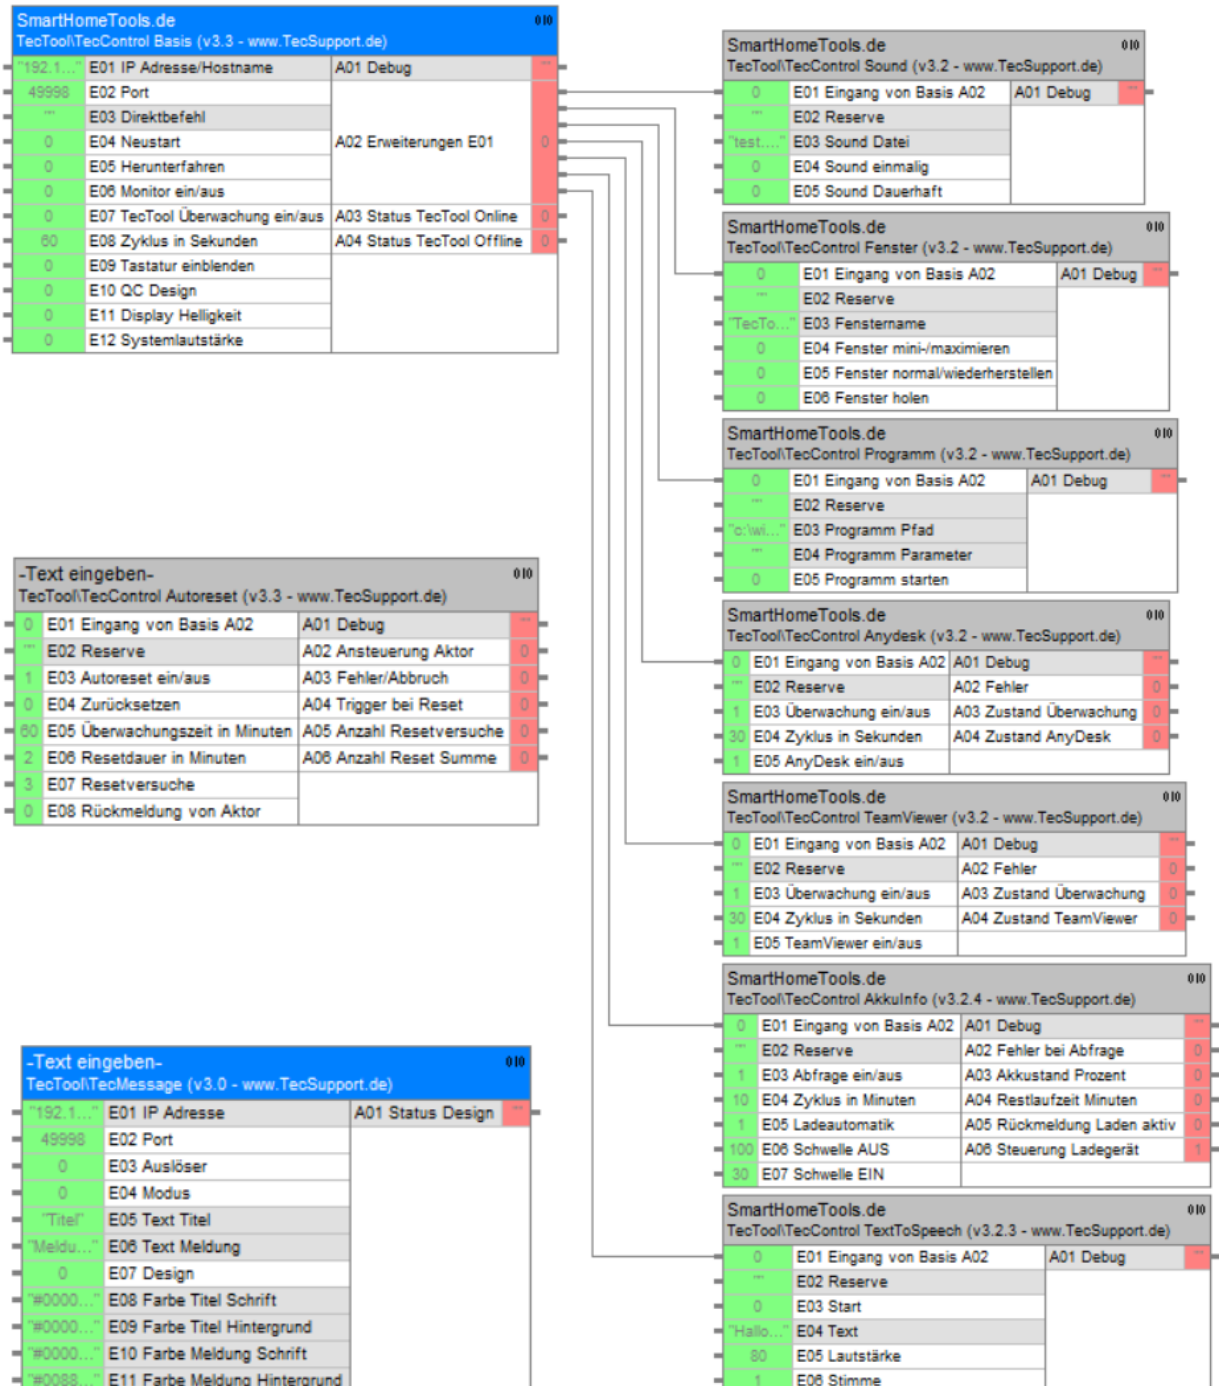 SmartHomeTools.de
TecTool\TecControl Basis (v3.3 - www.TecSupport.de)
"192.1..." E01 IP Adresse/Hostname A01 Debug ""
49998 E02 Port
"" E03 Direktbefehl
0 E04 Neustart A02 Erweiterungen E01 0
0 E05 Herunterfahren
0 E06 Monitor ein/aus
0 E07 TecTool Überwachung ein/aus A03 Status TecTool Online 0
60 E08 Zyklus in Sekunden A04 Status TecTool Offline 0
0 E09 Tastatur einblenden
0 E10 QC Design
0 E11 Display Helligkeit
0 E12 Systemlautstärke
-Text eingeben-
TecTool\TecControl Autoreset (v3.3 - www.TecSupport.de)
0 E01 Eingang von Basis A02 A01 Debug ""
"" E02 Reserve A02 Ansteuerung Aktor 0
1 E03 Autoreset ein/aus A03 Fehler/Abbruch 0
0 E04 Zurücksetzen A04 Trigger bei Reset 0
60 E05 Überwachungszeit in Minuten A05 Anzahl Resetversuche 0
2 E06 Resetdauer in Minuten A06 Anzahl Reset Summe 0
3 E07 Resetversuche
0 E08 Rückmeldung von Aktor
-Text eingeben-
TecTool\TecMessage (v3.0 - www.TecSupport.de)
"192.1..." E01 IP Adresse A01 Status Design ""
49998 E02 Port
0 E03 Auslöser
0 E04 Modus
"Titel" E05 Text Titel
"Meldu..." E06 Text Meldung
0 E07 Design
"#0000..." E08 Farbe Titel Schrift
"#0000..." E09 Farbe Titel Hintergrund
"#0000..." E10 Farbe Meldung Schrift
"#0088..." E11 Farbe Meldung Hintergrund
SmartHomeTools.de
TecTool\TecControl Sound (v3.2 - www.TecSupport.de)
0 E01 Eingang von Basis A02 A01 Debug ""
"" E02 Reserve
"test...." E03 Sound Datei
0 E04 Sound einmalig
0 E05 Sound Dauerhaft
SmartHomeTools.de
TecTool\TecControl Fenster (v3.2 - www.TecSupport.de)
0 E01 Eingang von Basis A02 A01 Debug ""
"" E02 Reserve
"TecTo..." E03 Fenstername
0 E04 Fenster mini-/maximieren
0 E05 Fenster normal/wiederherstellen
0 E06 Fenster holen
SmartHomeTools.de
TecTool\TecControl Programm (v3.2 - www.TecSupport.de)
0 E01 Eingang von Basis A02 A01 Debug ""
"" E02 Reserve
"c:\wi..." E03 Programm Pfad
"" E04 Programm Parameter
0 E05 Programm starten
SmartHomeTools.de
TecTool\TecControl Anydesk (v3.2 - www.TecSupport.de)
0 E01 Eingang von Basis A02 A01 Debug ""
"" E02 Reserve A02 Fehler 0
1 E03 Überwachung ein/aus A03 Zustand Überwachung 0
30 E04 Zyklus in Sekunden A04 Zustand AnyDesk 0
1 E05 AnyDesk ein/aus
SmartHomeTools.de
TecTool\TecControl TeamViewer (v3.2 - www.TecSupport.de)
0 E01 Eingang von Basis A02 A01 Debug ""
"" E02 Reserve A02 Fehler 0
1 E03 Überwachung ein/aus A03 Zustand Überwachung 0
30 E04 Zyklus in Sekunden A04 Zustand TeamViewer 0
1 E05 TeamViewer ein/aus
SmartHomeTools.de
TecTool\TecControl AkkuInfo (v3.2.4 - www.TecSupport.de)
0 E01 Eingang von Basis A02 A01 Debug ""
"" E02 Reserve A02 Fehler bei Abfrage 0
1 E03 Abfrage ein/aus A03 Akkustand Prozent 0
10 E04 Zyklus in Minuten A04 Restlaufzeit Minuten 0
1 E05 Ladeautomatik A05 Rückmeldung Laden aktiv 0
100 E06 Schwelle AUS A06 Steuerung Ladegerät 1
30 E07 Schwelle EIN
SmartHomeTools.de
TecTool\TecControl TextToSpeech (v3.2.3 - www.TecSupport.de)
0 E01 Eingang von Basis A02 A01 Debug ""
"" E02 Reserve
0 E03 Start
"Hallo..." E04 Text
80 E05 Lautstärke
1 E06 Stimme